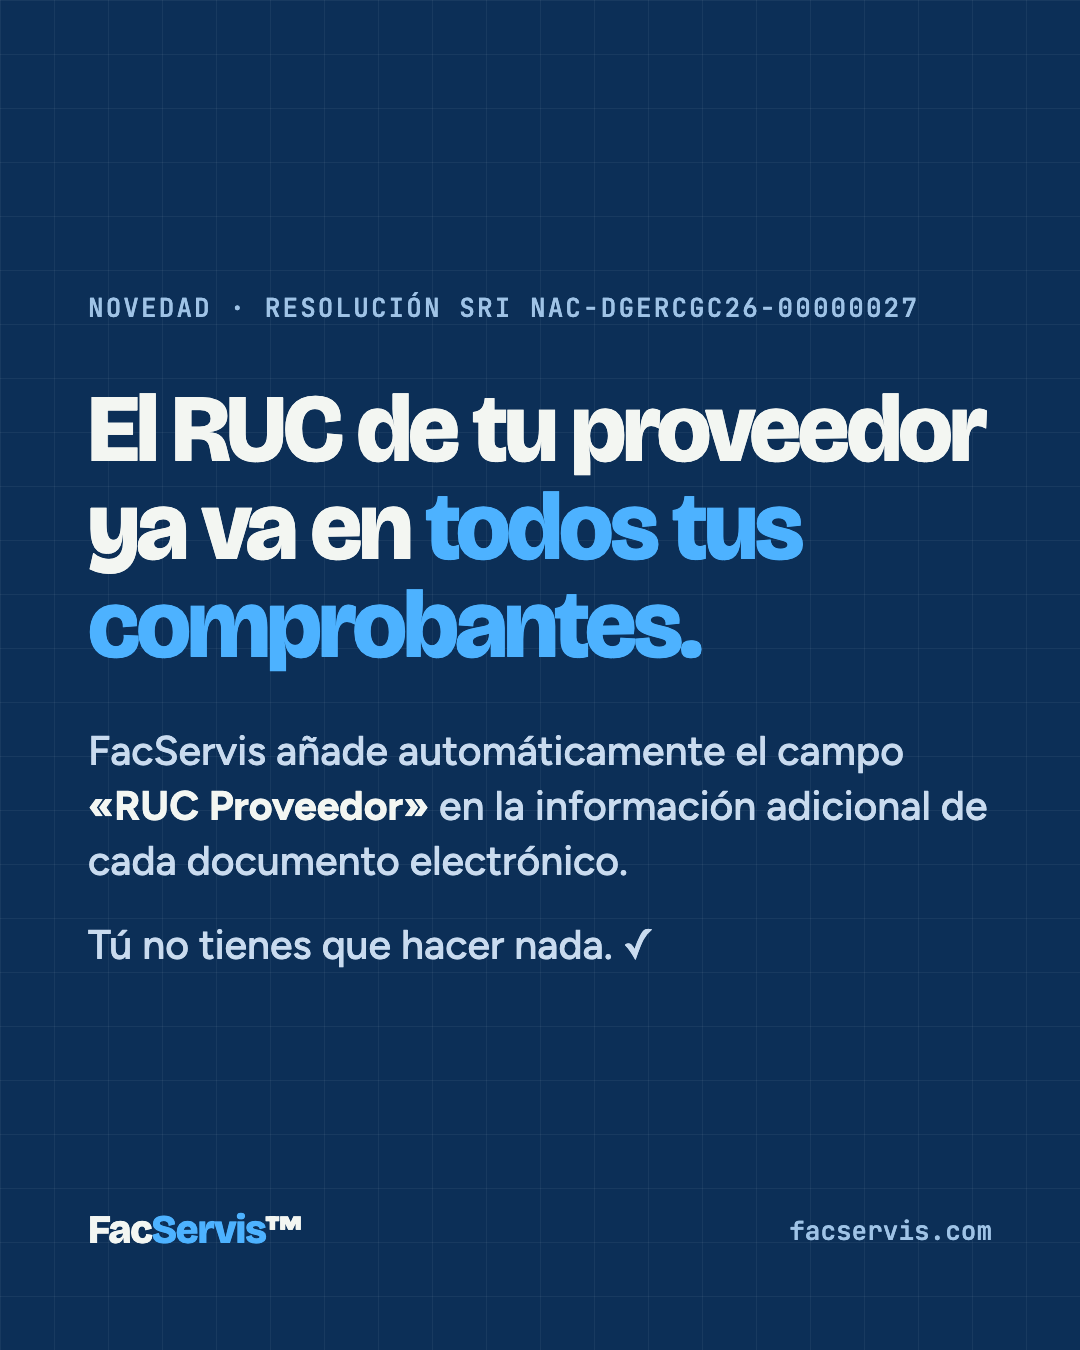 NOVEDAD · RESOLUCIÓN SRI NAC-DGERCGC26-00000027
El RUC de tu proveedor
ya va en todos tus
comprobantes.
FacServis añade automáticamente el campo
«RUC Proveedor» en la información adicional de
cada documento electrónico.
Tú no tienes que hacer nada. ✓
FacServis™
facservis.com